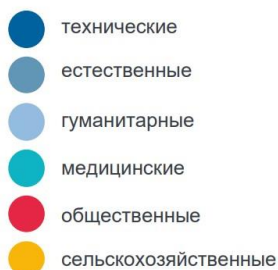 технические
естественные
гуманитарные
медицинские
общественные
сельскохозяйственные